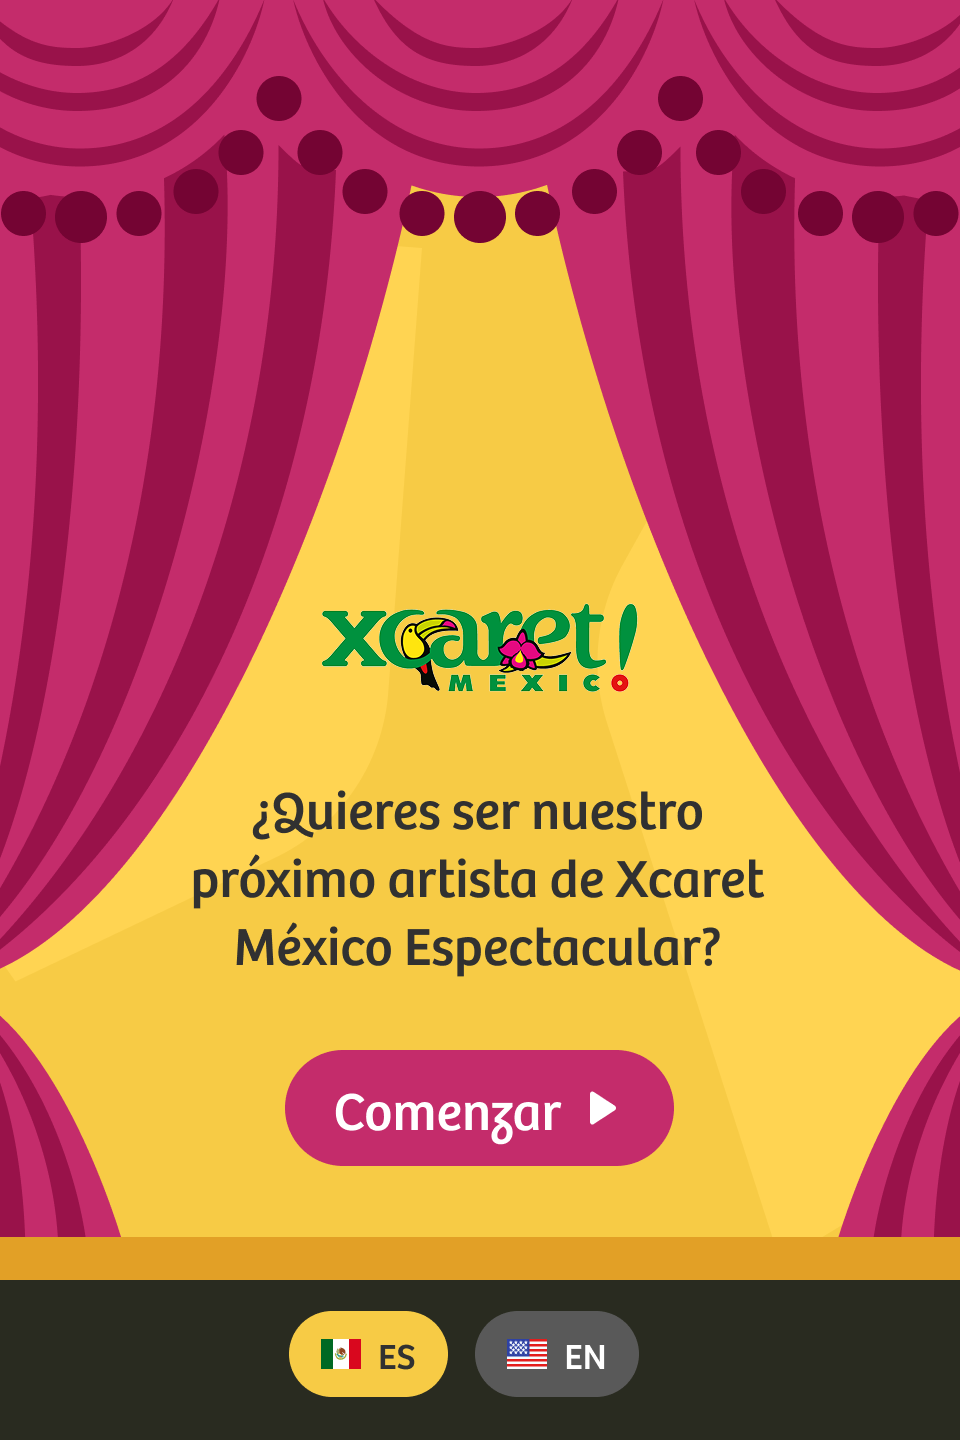 xcaret!
MEXICO
¿Quieres ser nuestro
próximo artista de Xcaret
México Espectacular?
Comenzar
ES
EN